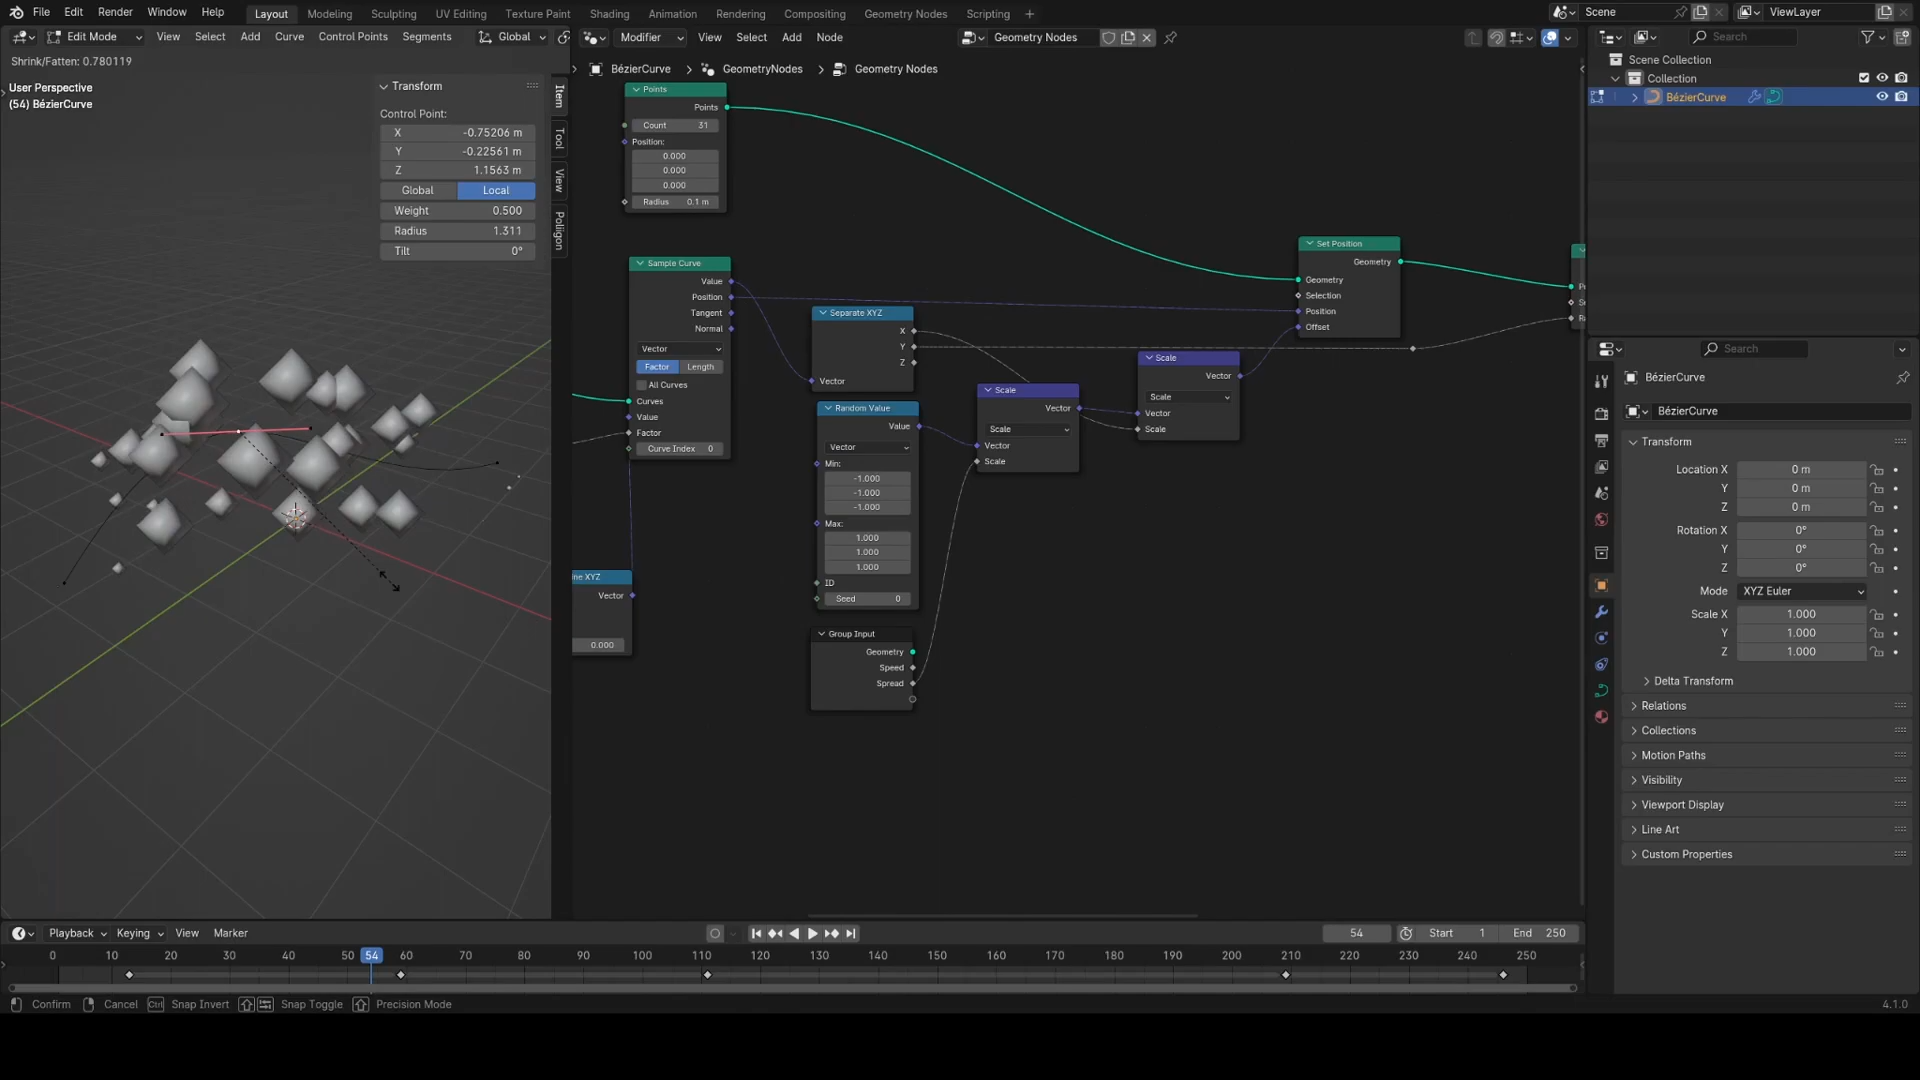 File Edit Render Window Help Layout Modeling Sculpting UV Editing Texture Paint Shading Animation Rendering Compositing Geometry Nodes Scripting + Scene ViewLayer
Edit Mode View Select Add Curve Control Points Segments Global Modifier View Select Add Node Geometry Nodes Search
Shrink/Fatten: 0.780119
User Perspective
(54) BézierCurve
Transform
Control Point:
X -0.75206 m
Y -0.22561 m
Z 1.1563 m
Global Local
Weight 0.500
Radius 1.311
Tilt 0°
Item
Tool
View
Poliigon
BézierCurve GeometryNodes Geometry Nodes
Points
Points
Count 31
Position:
0.000
0.000
0.000
Radius 0.1 m
Sample Curve
Value
Position
Tangent
Normal
Vector
Factor Length
All Curves
Curves
Value
Factor
Curve Index 0
ine XYZ
Vector
0.000
Separate XYZ
X
Y
Z
Vector
Random Value
Value
Vector
Min:
-1.000
-1.000
-1.000
Max:
1.000
1.000
1.000
ID
Seed 0
Group Input
Geometry
Speed
Spread
Scale
Vector
Scale
Vector
Scale
Scale
Vector
Scale
Vector
Scale
Set Position
Geometry
Geometry
Selection
Position
Offset
Scene Collection
Collection
BézierCurve
Search
BézierCurve
BézierCurve
Transform
Location X 0 m
Y 0 m
Z 0 m
Rotation X 0°
Y 0°
Z 0°
Mode XYZ Euler
Scale X 1.000
Y 1.000
Z 1.000
Delta Transform
Relations
Collections
Motion Paths
Visibility
Viewport Display
Line Art
Custom Properties
Playback Keying View Marker 54 Start 1 End 250
0 10 20 30 40 50 54 60 70 80 90 100 110 120 130 140 150 160 170 180 190 200 210 220 230 240 250
Confirm Cancel Ctrl Snap Invert Snap Toggle Precision Mode 4.1.0